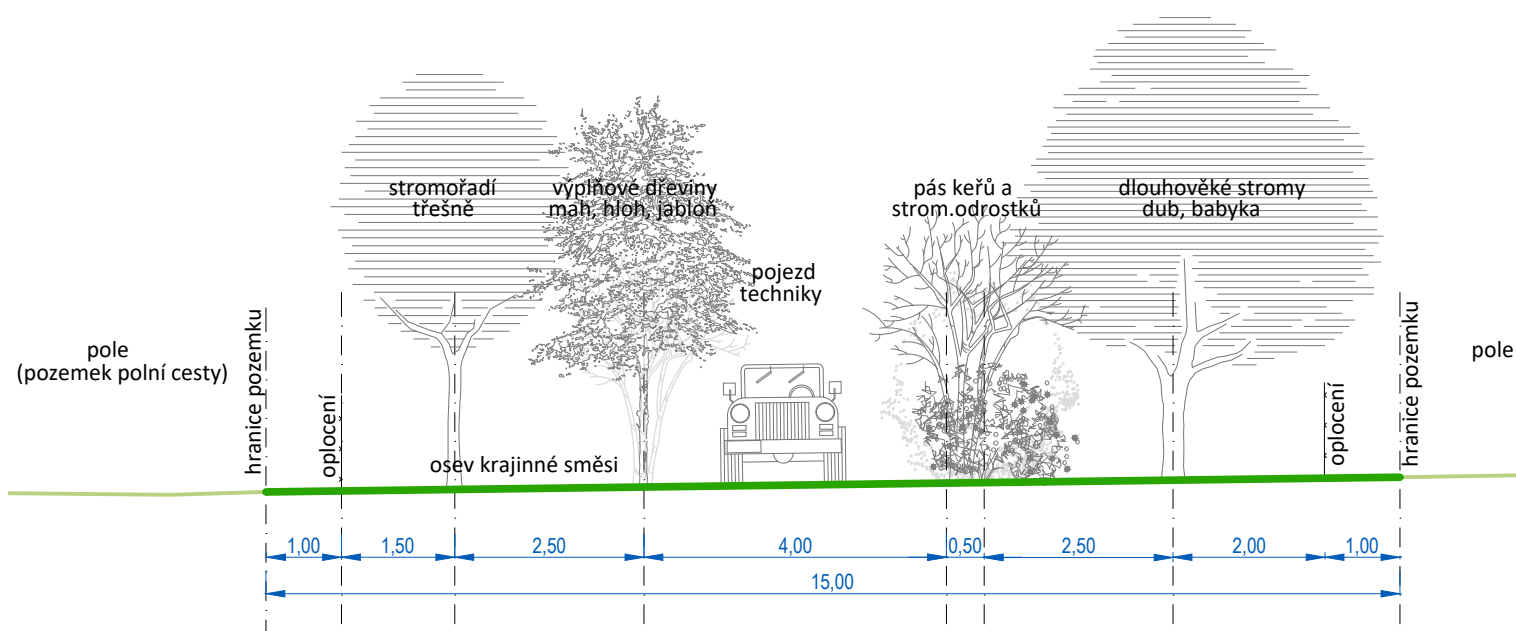 stromořadí
třešně
výplňové dřeviny
mah, hloh, jabloň
pás keřů a
strom.odrostků
dlouhověké stromy
dub, babyka
pojezd
techniky
pole
(pozemek polní cesty)
hranice pozemku
oplocení
osev krajinné směsi
oplocení
hranice pozemku
pole
1,00
1,50
2,50
4,00
0,50
2,50
2,00
1,00
15,00